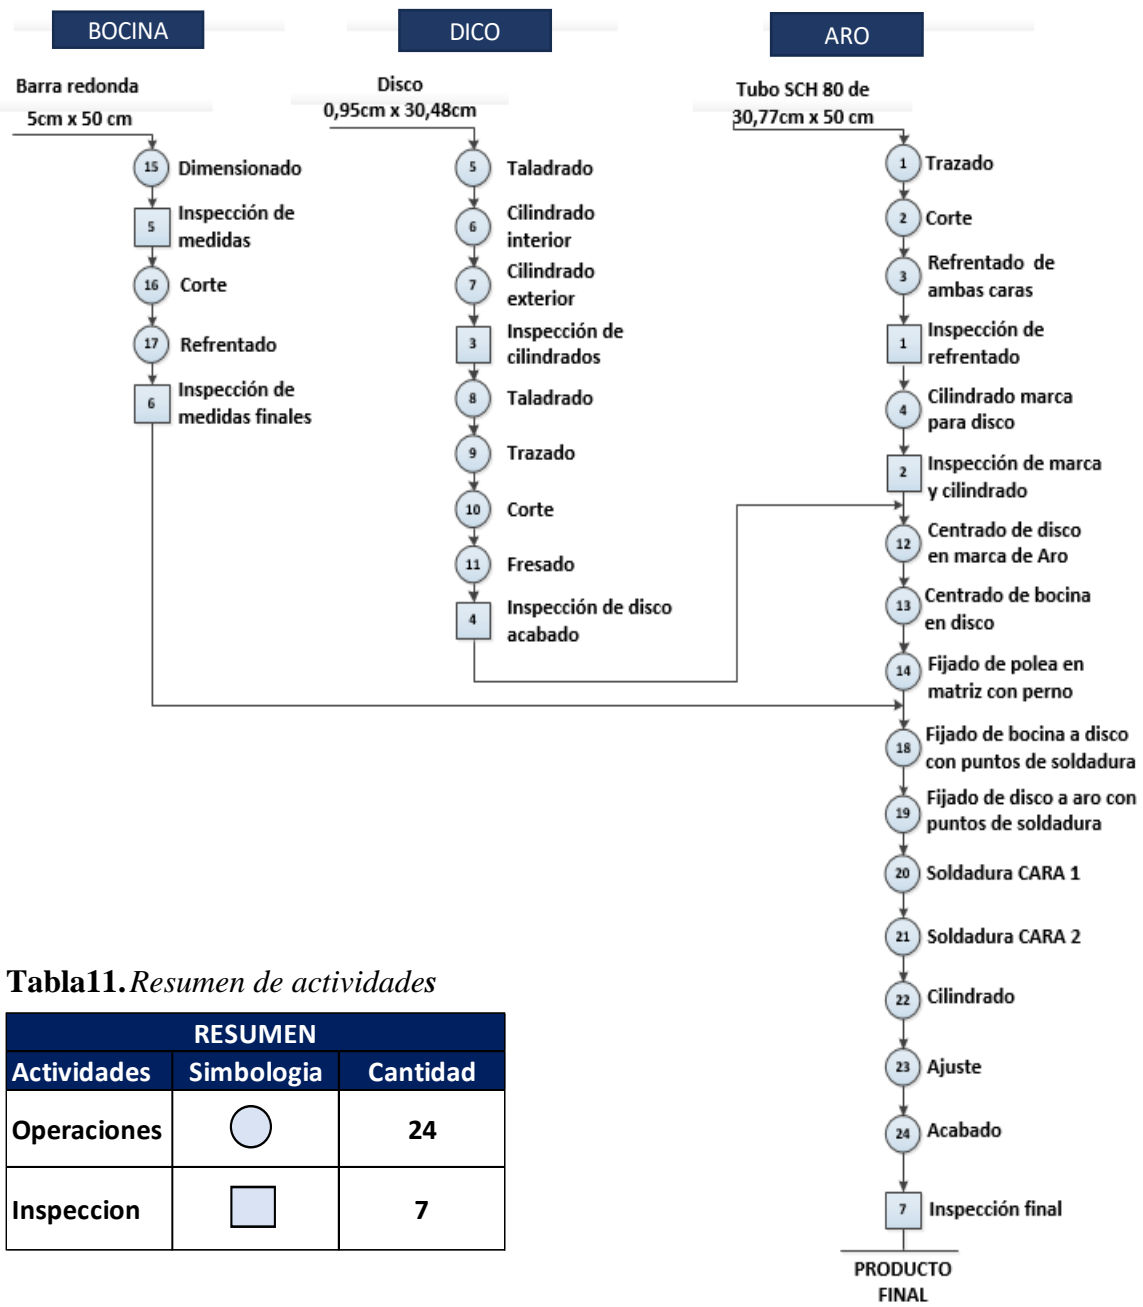 BOCINA
Barra redonda
5cm x 50 cm
15 Dimensionado
5 Inspección de
medidas
16 Corte
17 Refrentado
6 Inspección de
medidas finales
DICO
Disco
0,95cm x 30,48cm
5 Taladrado
6 Cilindrado
interior
7 Cilindrado
exterior
3 Inspección de
cilindrados
8 Taladrado
9 Trazado
10 Corte
11 Fresado
4 Inspección de disco
acabado
ARO
Tubo SCH 80 de
30,77cm x 50 cm
1 Trazado
2 Corte
3 Refrentado de
ambas caras
1 Inspección de
refrentado
4 Cilindrado marca
para disco
2 Inspección de marca
y cilindrado
12 Centrado de disco
en marca de Aro
13 Centrado de bocina
en disco
14 Fijado de polea en
matriz con perno
18 Fijado de bocina a disco
con puntos de soldadura
19 Fijado de disco a aro con
puntos de soldadura
20 Soldadura CARA 1
21 Soldadura CARA 2
22 Cilindrado
23 Ajuste
24 Acabado
7 Inspección final
PRODUCTO
FINAL
Tabla11. Resumen de actividades
RESUMEN
Actividades Simbologia Cantidad
Operaciones 24
Inspeccion 7